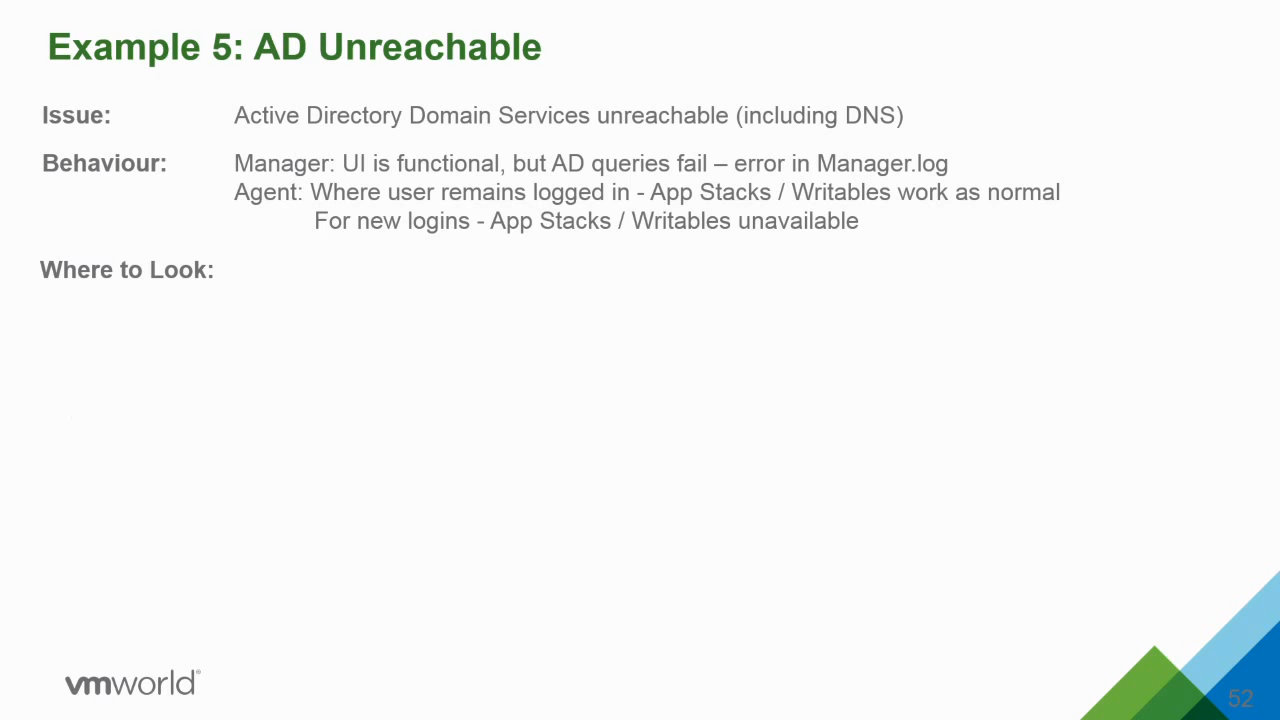 Example 5: AD Unreachable
Issue: Active Directory Domain Services unreachable (including DNS)
Behaviour: Manager: UI is functional, but AD queries fail – error in Manager.log
Agent: Where user remains logged in - App Stacks / Writables work as normal
For new logins - App Stacks / Writables unavailable
Where to Look:
vmworld®
52